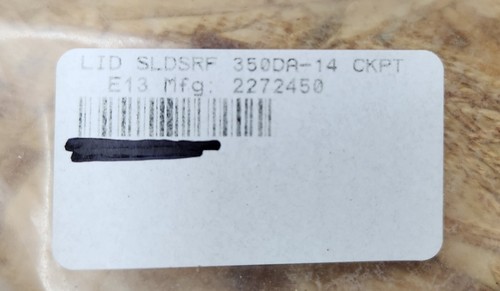 LID SLDSRF 350DA-14 CKPT
E13 Mfg: 2272450